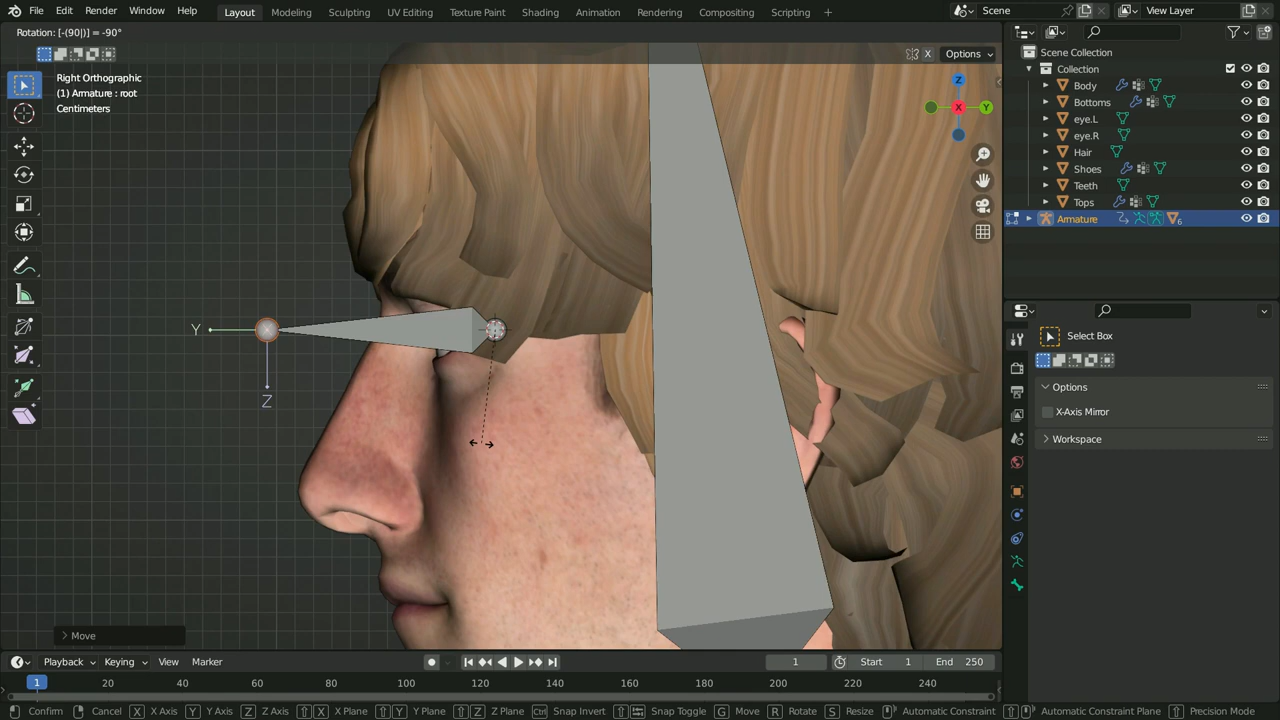 File Edit Render Window Help Layout Modeling Sculpting UV Editing Texture Paint Shading Animation Rendering Compositing Scripting + Scene View Layer
Rotation: [-(90|)] = -90°
X Options
Right Orthographic
(1) Armature : root
Centimeters
Z
X
Y
Y
Z
Move
Scene Collection
Collection
Body
Bottoms
eye.L
eye.R
Hair
Shoes
Teeth
Tops
Armature 6
Select Box
Options
X-Axis Mirror
Workspace
Playback Keying View Marker 1 Start 1 End 250
1 20 40 60 80 100 120 140 160 180 200 220 240
Confirm Cancel X X Axis Y Y Axis Z Z Axis X X Plane Y Y Plane Z Z Plane Ctrl Snap Invert Snap Toggle G Move R Rotate S Resize Automatic Constraint Automatic Constraint Plane Precision Mode